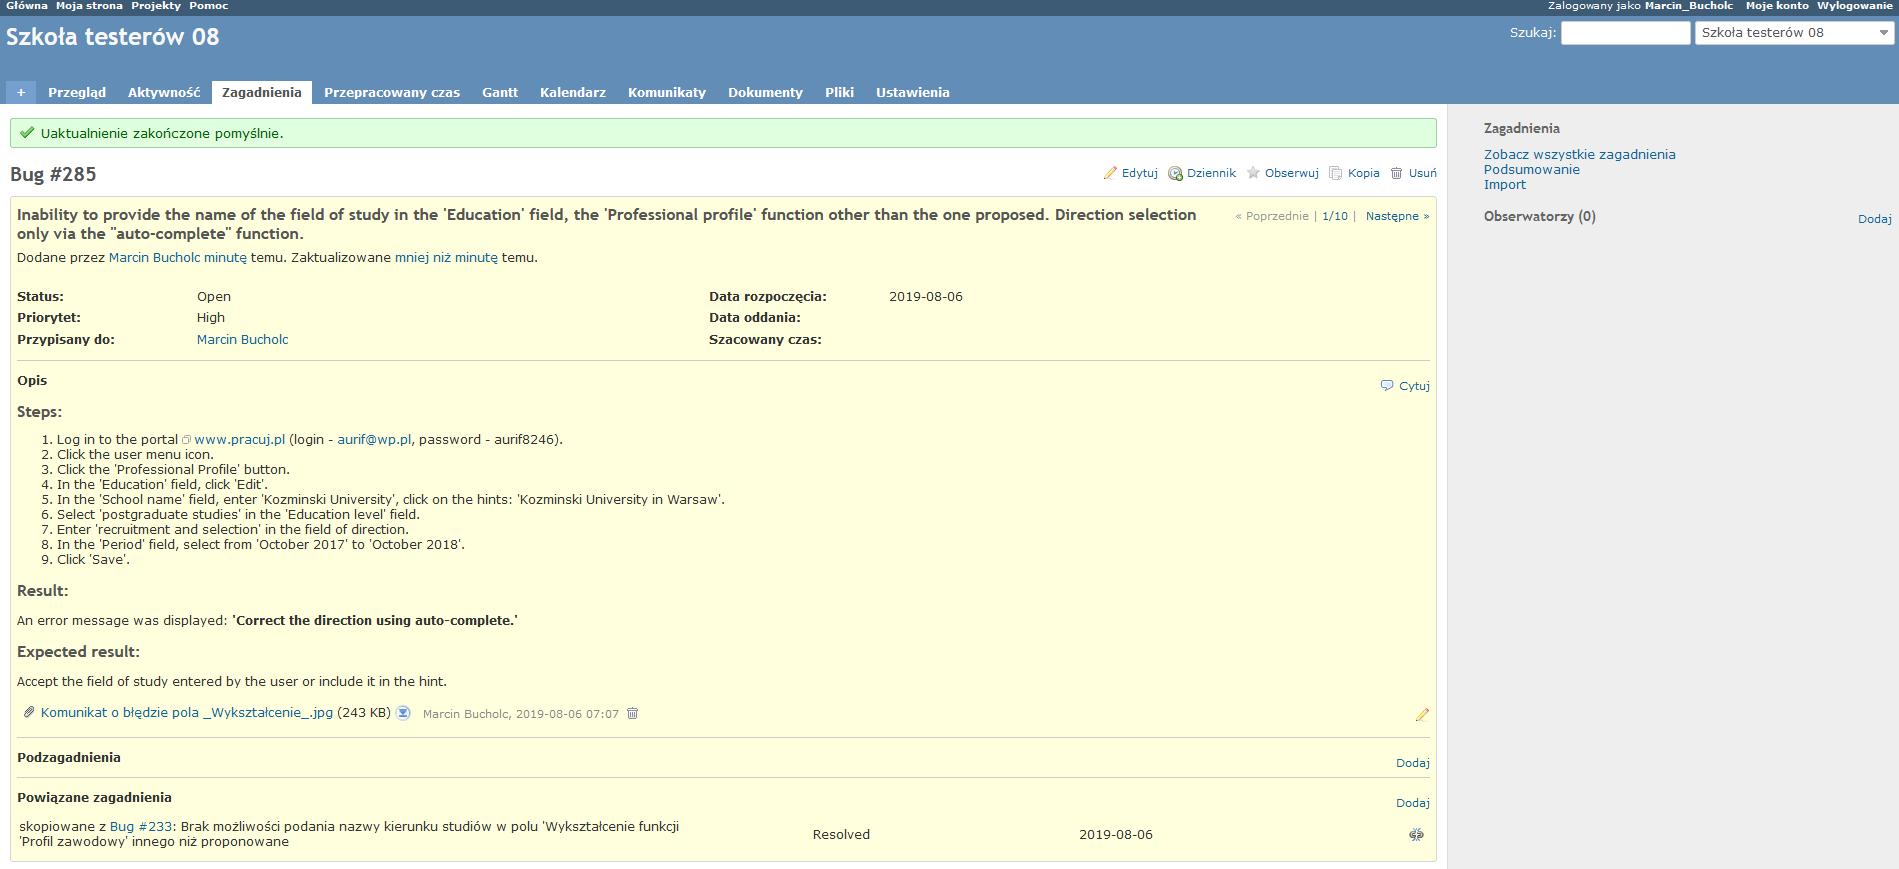 Główna Moja strona Projekty Pomoc
Zalogowany jako Marcin_Bucholc Moje konto Wylogowanie
Szkoła testerów 08
Szukaj: Szkoła testerów 08
+ Przegląd Aktywność Zagadnienia Przepracowany czas Gantt Kalendarz Komunikaty Dokumenty Pliki Ustawienia
Uaktualnienie zakończone pomyślnie.
Bug #285
Edytuj Dziennik Obserwuj Kopia Usuń
Inability to provide the name of the field of study in the 'Education' field, the 'Professional profile' function other than the one proposed. Direction selection
only via the "auto-complete" function.
« Poprzednie | 1/10 | Następne »
Dodane przez Marcin Bucholc minutę temu. Zaktualizowane mniej niż minutę temu.
Status: Open Data rozpoczęcia: 2019-08-06
Priorytet: High Data oddania:
Przypisany do: Marcin Bucholc Szacowany czas:
Opis
Cytuj
Steps:
1. Log in to the portal www.pracuj.pl (login - aurif@wp.pl, password - aurif8246).
2. Click the user menu icon.
3. Click the 'Professional Profile' button.
4. In the 'Education' field, click 'Edit'.
5. In the 'School name' field, enter 'Kozminski University', click on the hints: 'Kozminski University in Warsaw'.
6. Select 'postgraduate studies' in the 'Education level' field.
7. Enter 'recruitment and selection' in the field of direction.
8. In the 'Period' field, select from 'October 2017' to 'October 2018'.
9. Click 'Save'.
Result:
An error message was displayed: 'Correct the direction using auto-complete.'
Expected result:
Accept the field of study entered by the user or include it in the hint.
Komunikat o błędzie pola _Wykształcenie_.jpg (243 KB) Marcin Bucholc, 2019-08-06 07:07
Podzagadnienia
Dodaj
Powiązane zagadnienia
Dodaj
skopiowane z Bug #233: Brak możliwości podania nazwy kierunku studiów w polu 'Wykształcenie funkcji
'Profil zawodowy' innego niż proponowane
Resolved 2019-08-06
Zagadnienia
Zobacz wszystkie zagadnienia
Podsumowanie
Import
Obserwatorzy (0)
Dodaj